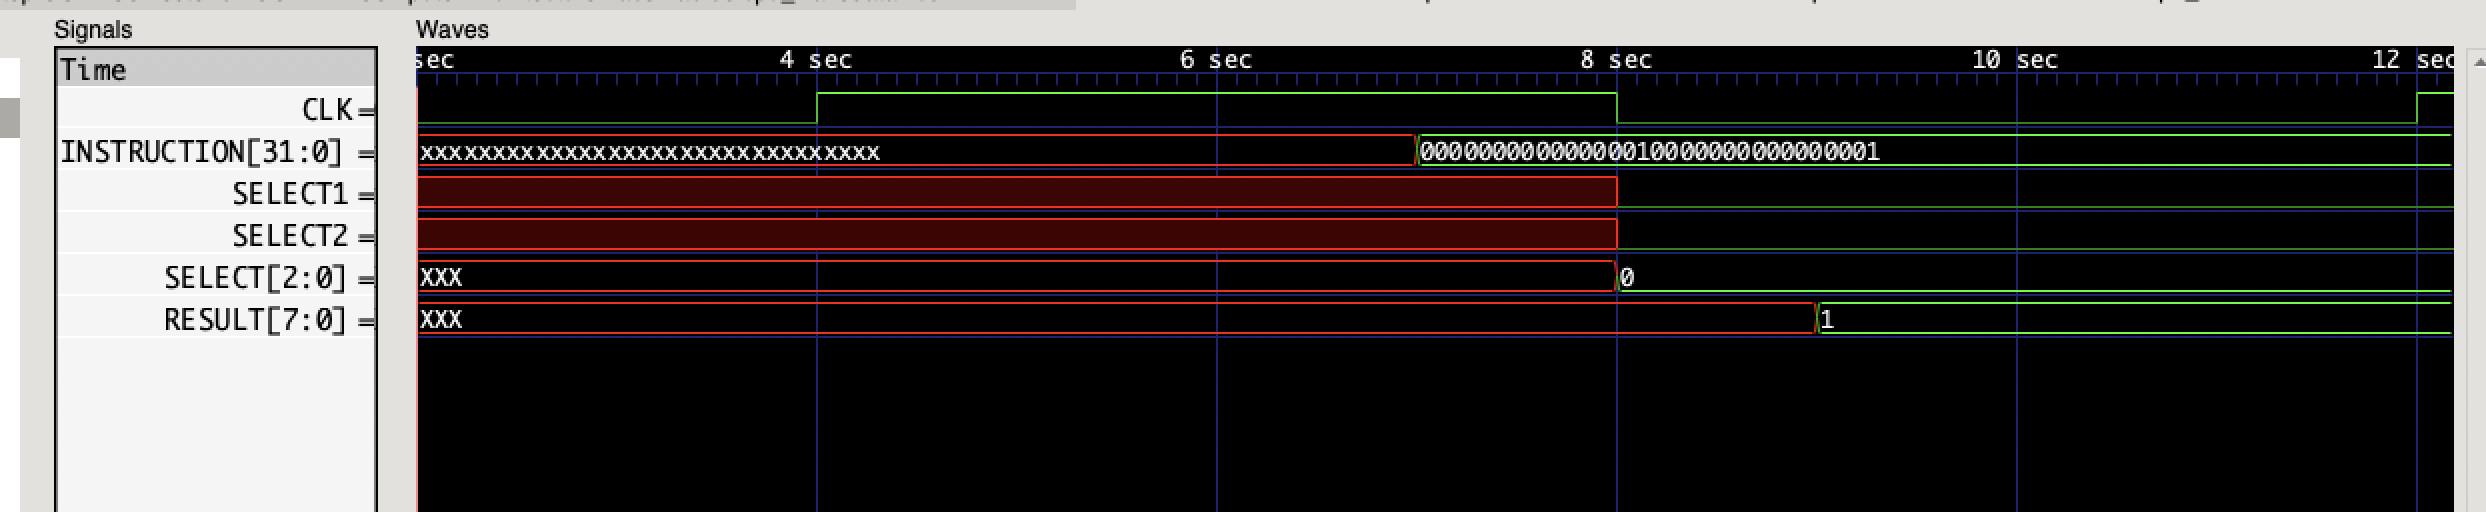 Signals Waves
sec 4 sec 6 sec 8 sec 10 sec 12 sec
Time
CLK=
INSTRUCTION[31:0] = xxxxxxxxxxxxxxxxxxxxxxxxxxxxxxxx 00000000000000010000000000000001
SELECT1 =
SELECT2 =
SELECT[2:0] = XXX 0
RESULT[7:0] = XXX 1